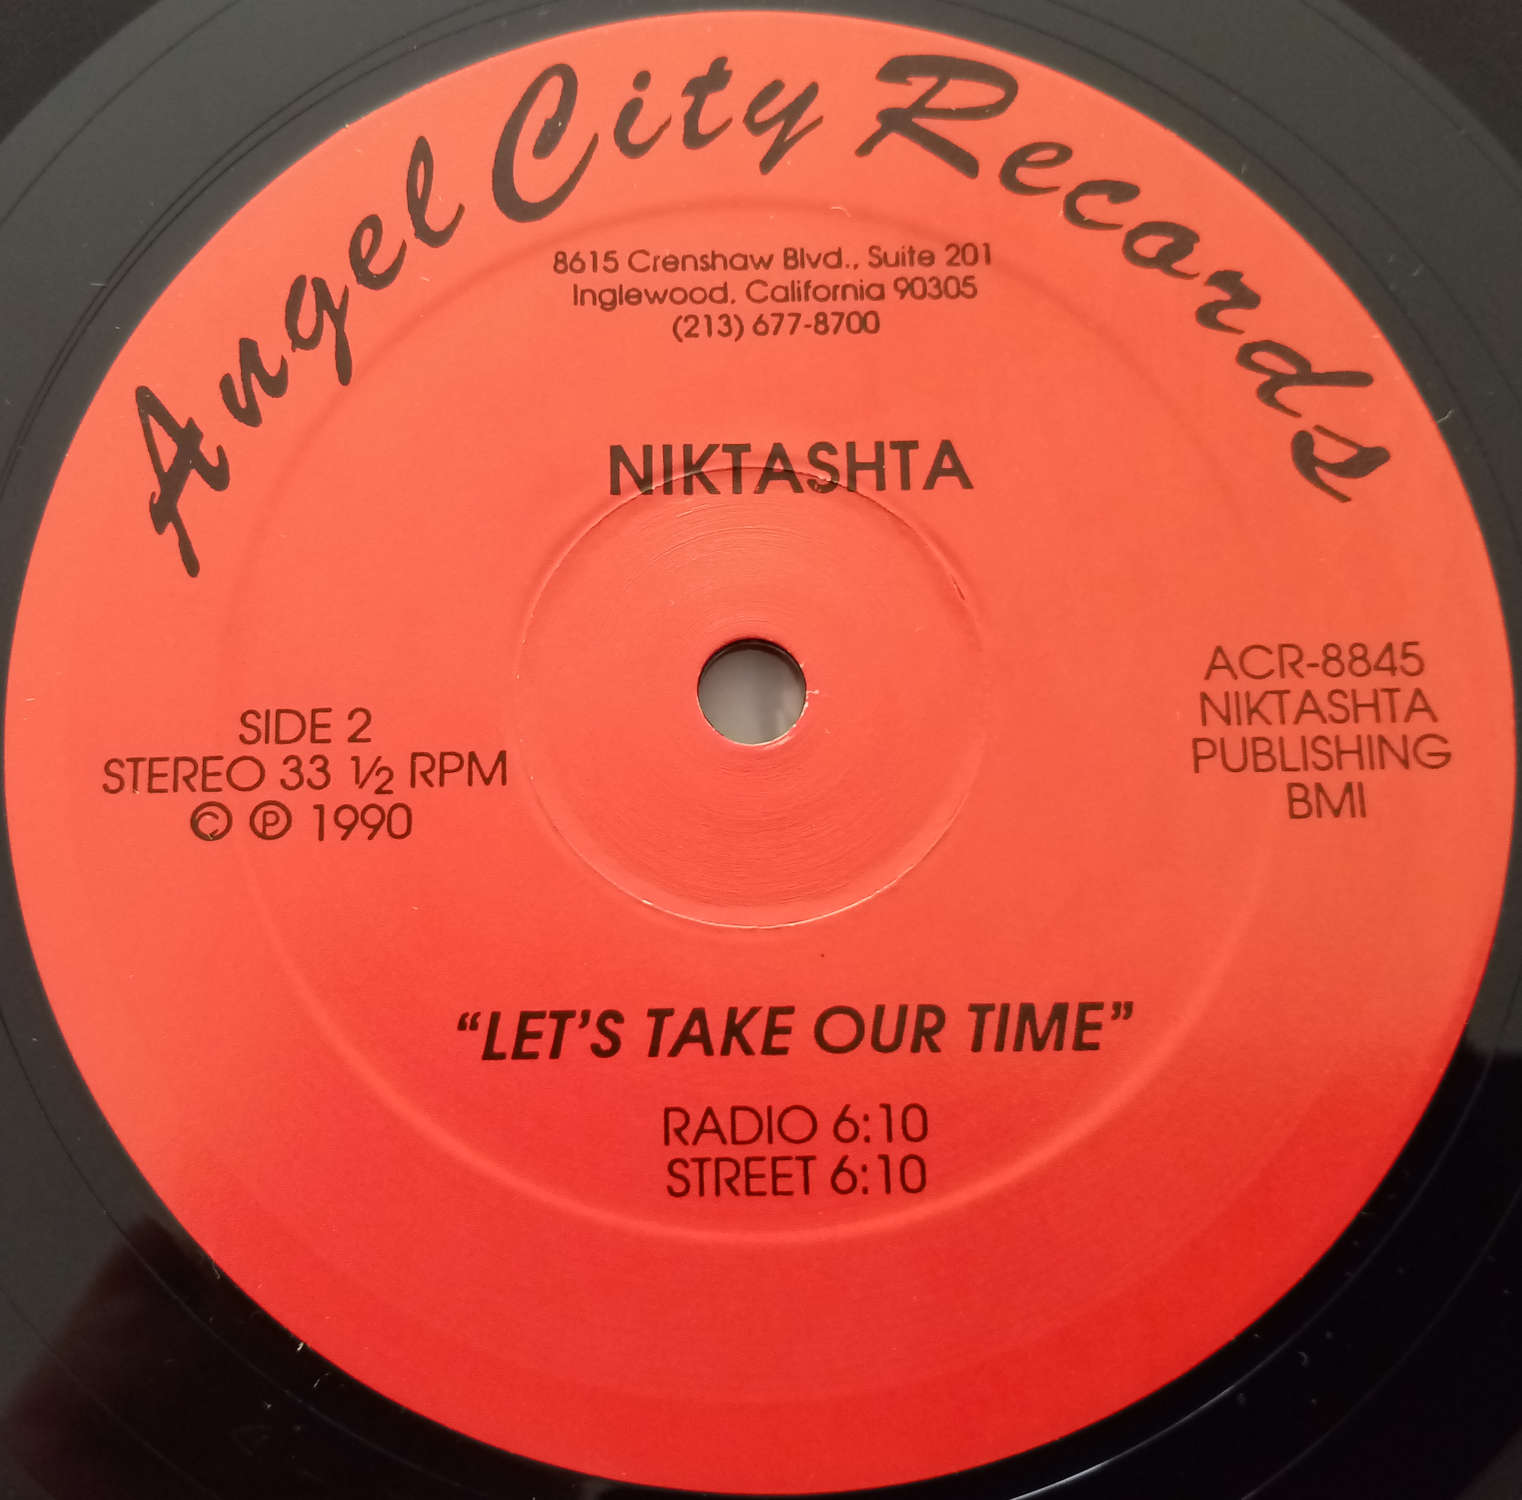 Angel City Records
8615 Crenshaw Blvd., Suite 201
Inglewood, California 90305
(213) 677-8700
NIKTASHTA
SIDE 2
STEREO 33 1/2 RPM
© ℗ 1990
ACR-8845
NIKTASHTA
PUBLISHING
BMI
“LET’S TAKE OUR TIME”
RADIO 6:10
STREET 6:10